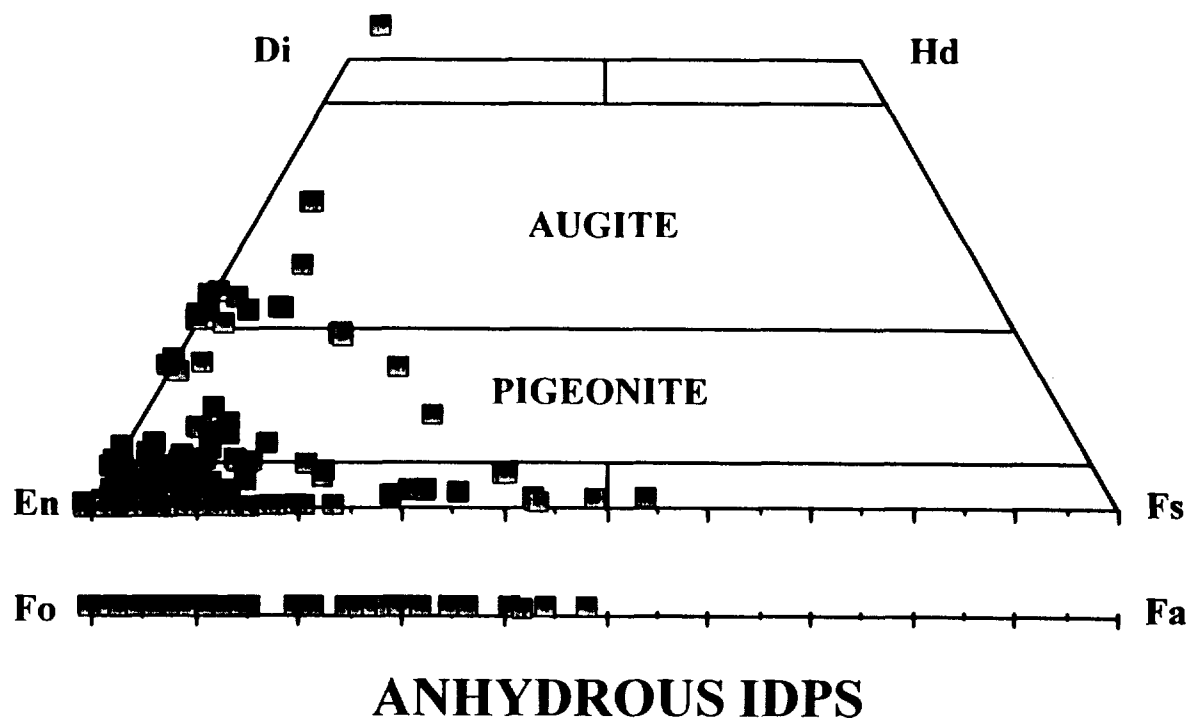 Di Hd
AUGITE
PIGEONITE
En Fs
Fo Fa
ANHYDROUS IDPS